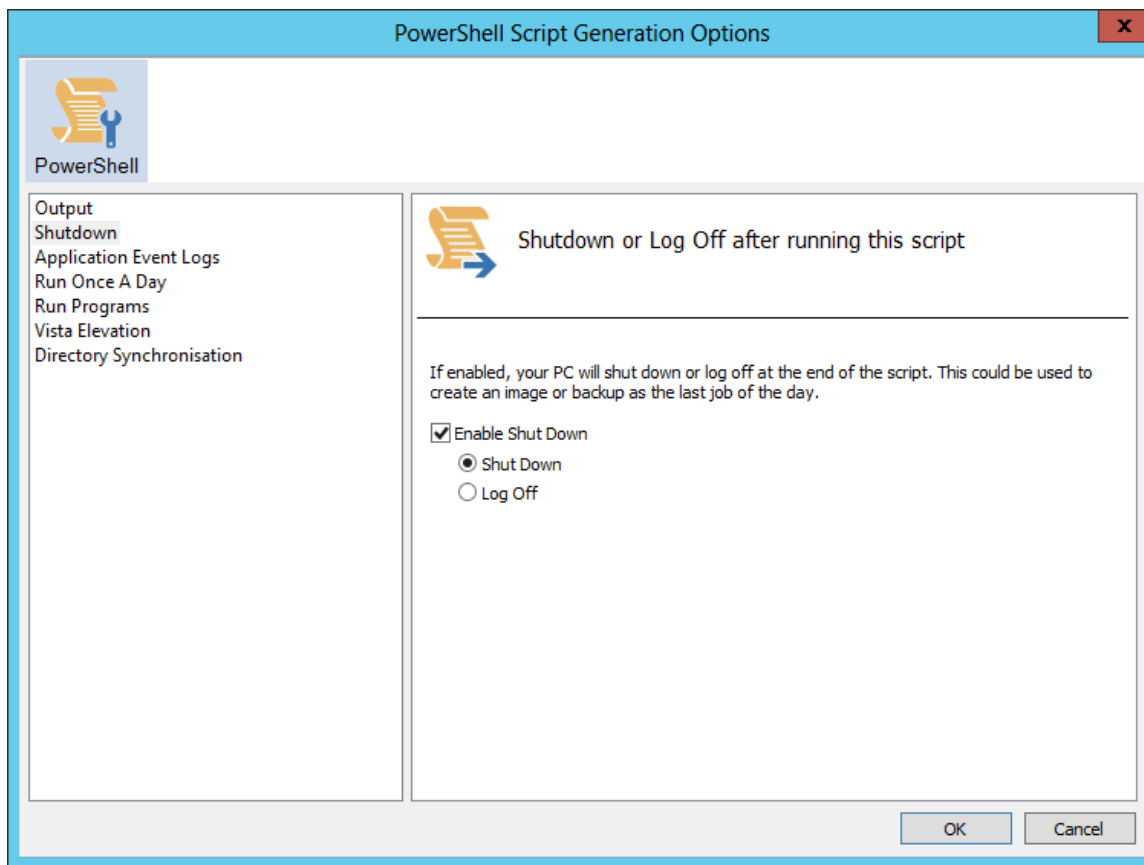 PowerShell Script Generation Options
x
PowerShell
Output
Shutdown
Application Event Logs
Run Once A Day
Run Programs
Vista Elevation
Directory Synchronisation
Shutdown or Log Off after running this script
If enabled, your PC will shut down or log off at the end of the script. This could be used to
create an image or backup as the last job of the day.
Enable Shut Down
Shut Down
Log Off
OK
Cancel